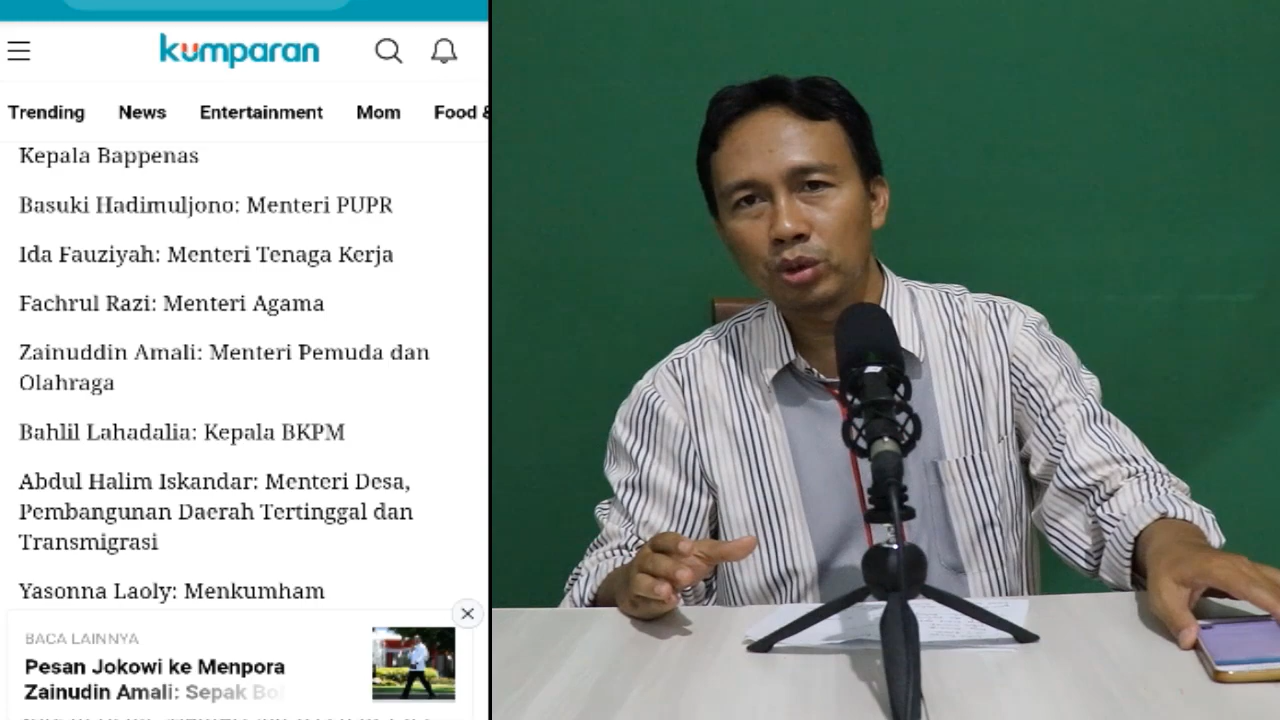 kumparan
Trending News Entertainment Mom Food &
Kepala Bappenas
Basuki Hadimuljono: Menteri PUPR
Ida Fauziyah: Menteri Tenaga Kerja
Fachrul Razi: Menteri Agama
Zainuddin Amali: Menteri Pemuda dan
Olahraga
Bahlil Lahadalia: Kepala BKPM
Abdul Halim Iskandar: Menteri Desa,
Pembangunan Daerah Tertinggal dan
Transmigrasi
Yasonna Laoly: Menkumham
BACA LAINNYA
Pesan Jokowi ke Menpora
Zainudin Amali: Sepak Bo